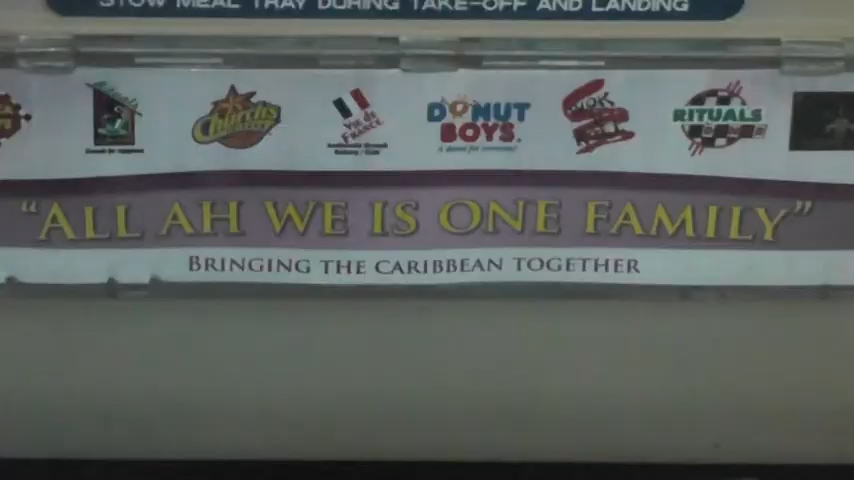 STOW MEAL TRAY DURING TAKE-OFF AND LANDING
Church's
Vie de
FRANCE
DONUT
BOYS
WOK
RITUALS
"ALL AH WE IS ONE FAMILY"
BRINGING THE CARIBBEAN TOGETHER